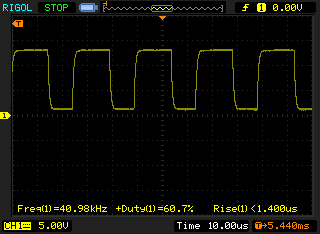 RIGOL STOP T 1 0.00V
T
1
Freq(1)=40.98kHz +Duty(1)=60.7% Rise(1)<1.400us
CH1 5.00V Time 10.00us T→5.440ms